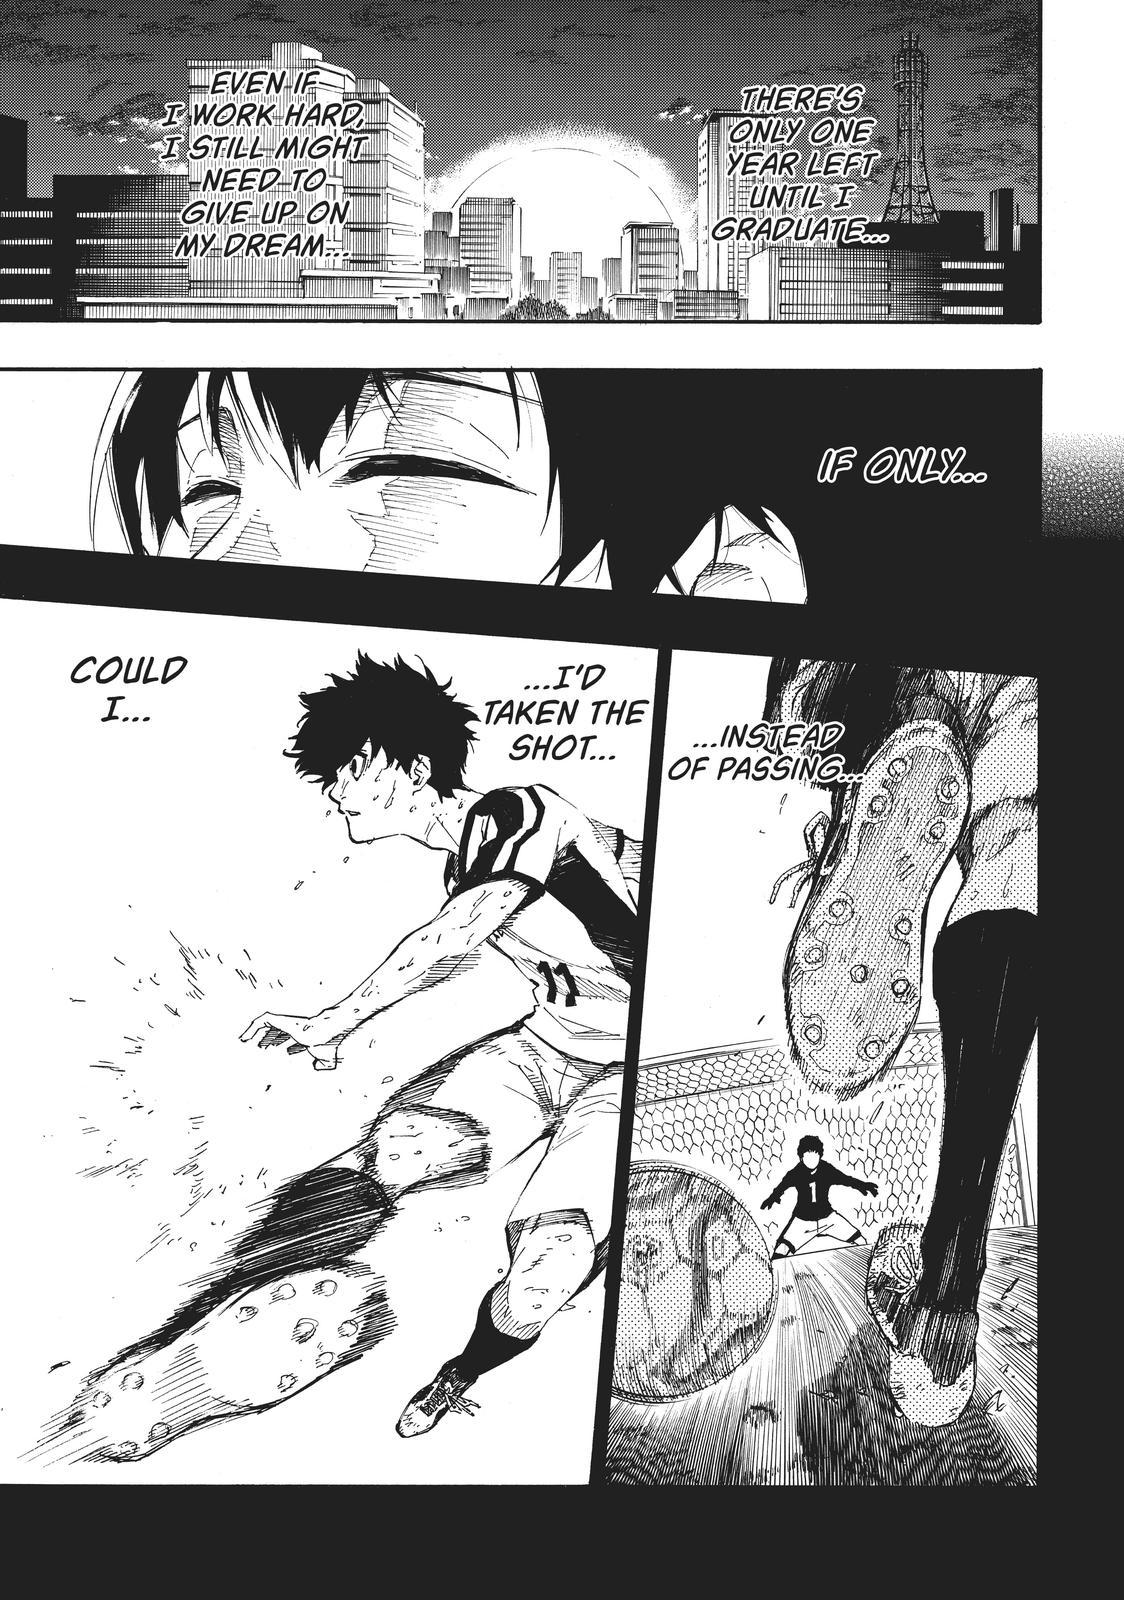 THERE'S
ONLY ONE
YEAR LEFT
UNTIL I
GRADUATE...
EVEN IF
I WORK HARD,
I STILL MIGHT
NEED TO
GIVE UP ON
MY DREAM...
IF ONLY...
...INSTEAD
OF PASSING...
1
...I'D
TAKEN THE
SHOT...
COULD
I...
11